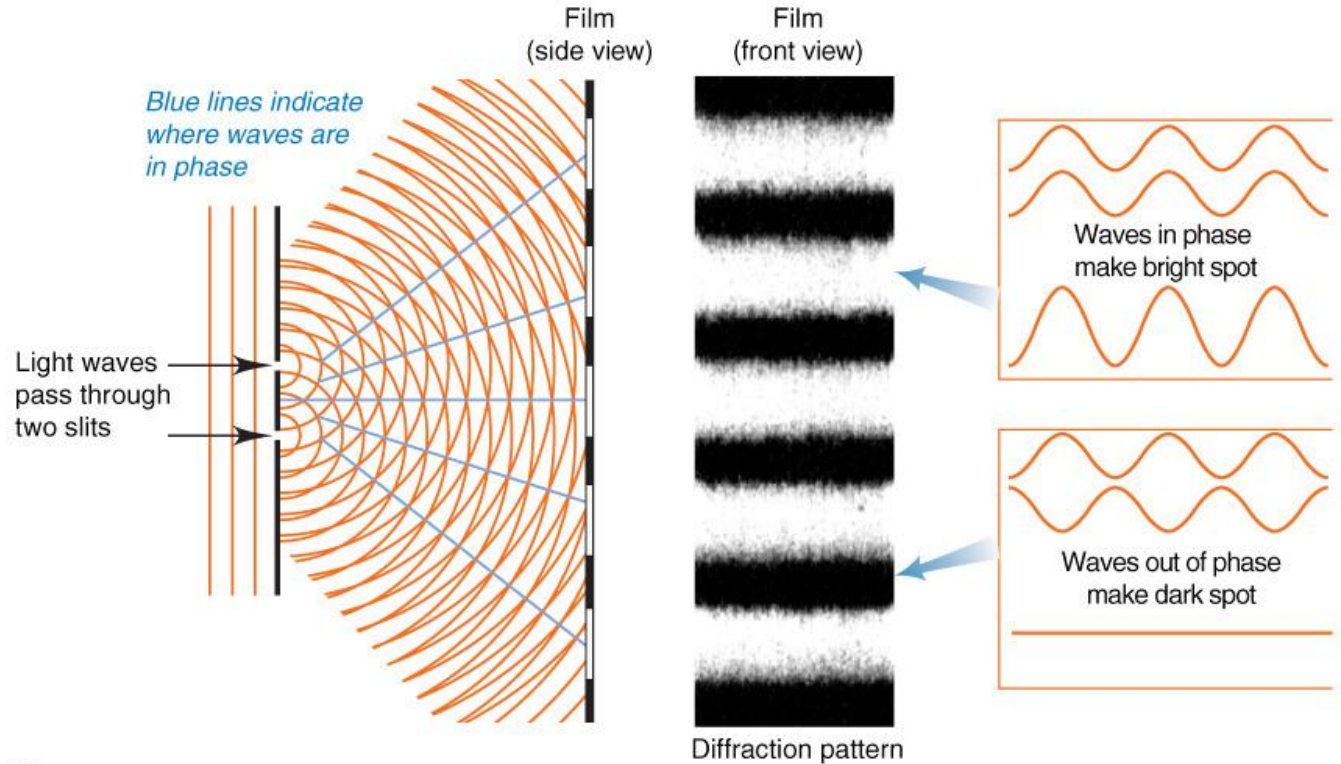 Film
(side view)
Film
(front view)
Blue lines indicate
where waves are
in phase
Light waves
pass through
two slits
Waves in phase
make bright spot
Waves out of phase
make dark spot
Diffraction pattern